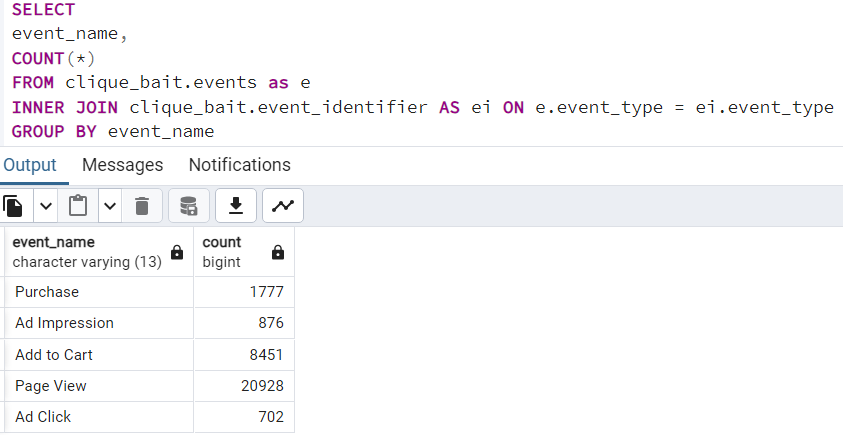 SELECT
event_name,
COUNT(*)
FROM clique_bait.events as e
INNER JOIN clique_bait.event_identifier AS ei ON e.event_type = ei.event_type
GROUP BY event_name
Output Messages Notifications
event_name count
character varying (13) bigint
Purchase 1777
Ad Impression 876
Add to Cart 8451
Page View 20928
Ad Click 702